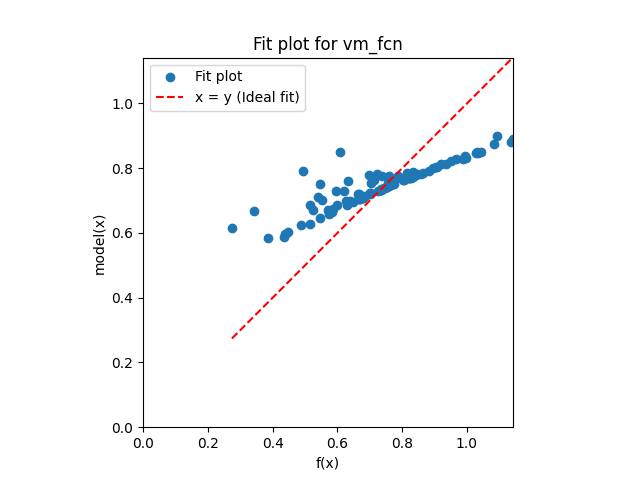 Fit plot for vm_fcn
Fit plot
x = y (Ideal fit)
1.0
0.8
0.6
0.4
0.2
0.0
model(x)
0.0 0.2 0.4 0.6 0.8 1.0
f(x)